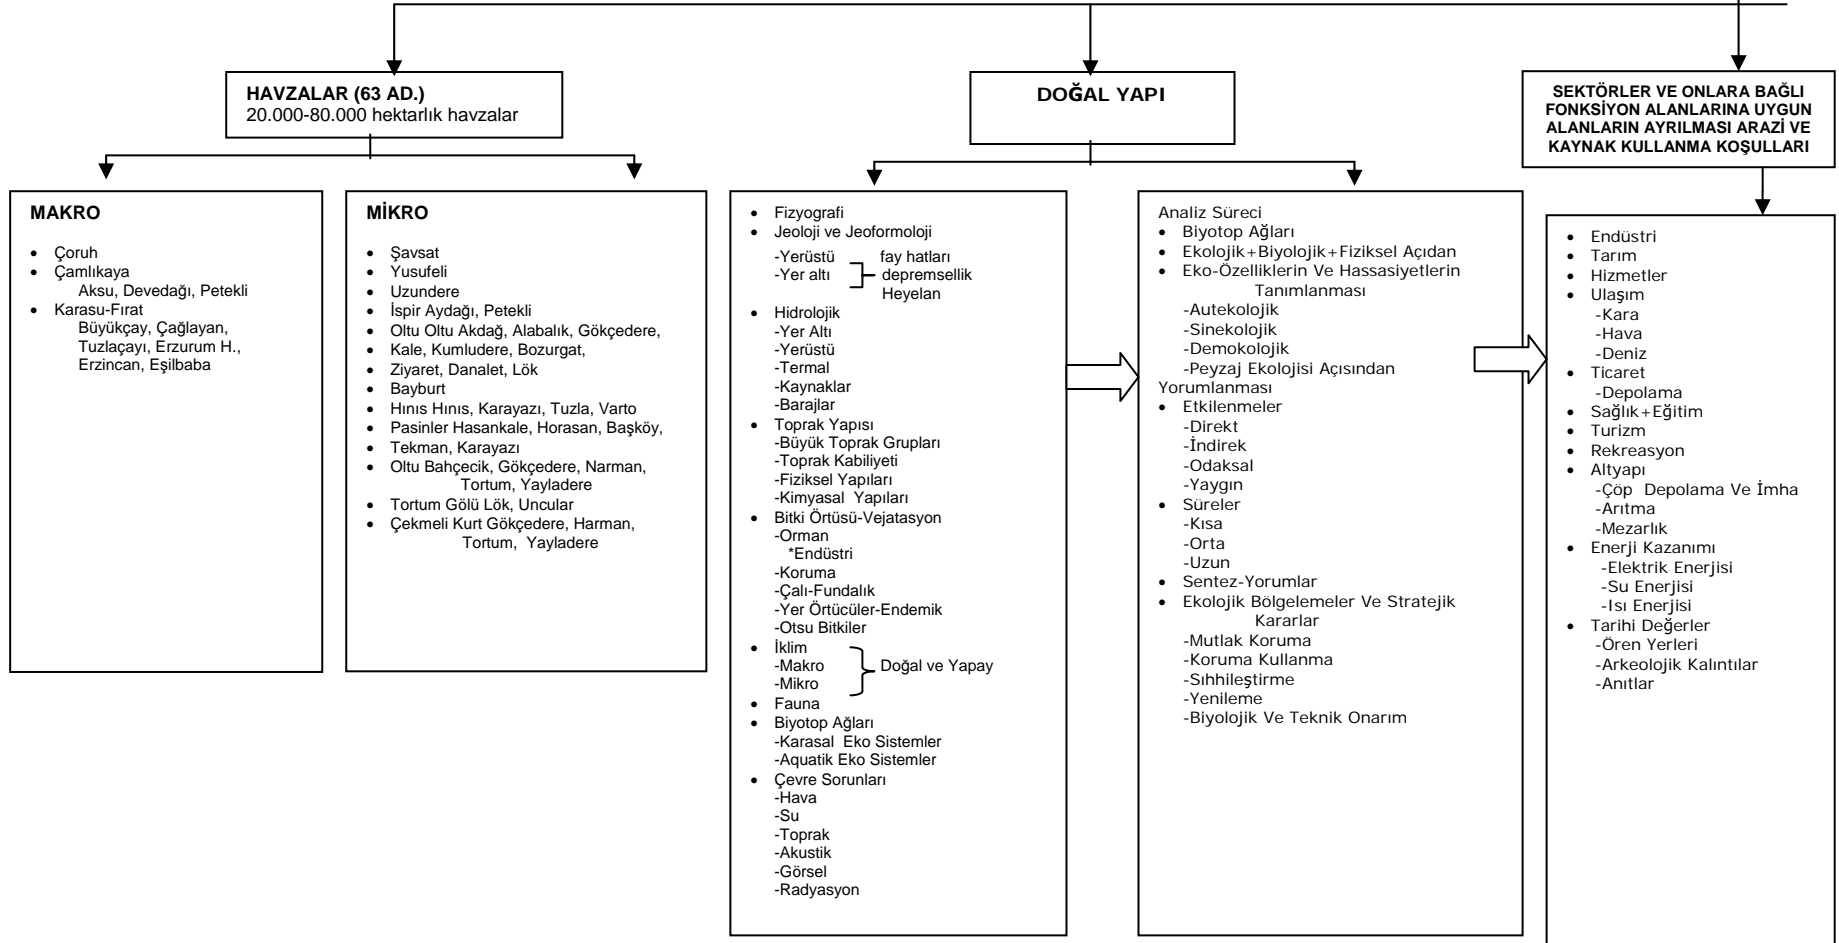 HAVZALAR (63 AD.)
20.000-80.000 hektarlık havzalar
DOĞAL YAPI
SEKTÖRLER VE ONLARA BAĞLI
FONKSİYON ALANLARINA UYGUN
ALANLARIN AYRILMASI ARAZİ VE
KAYNAK KULLANMA KOŞULLARI
MAKRO
• Çoruh
• Çamlıkaya
Aksu, Devedağı, Petekli
• Karasu-Fırat
Büyükçay, Çağlayan,
Tuzlaçayı, Erzurum H.,
Erzincan, Eşilbaba
MİKRO
• Şavsat
• Yusufeli
• Uzundere
• İspir Aydağı, Petekli
• Oltu Oltu Akdağ, Alabalık, Gökçedere,
• Kale, Kumludere, Bozurgat,
• Ziyaret, Danalet, Lök
• Bayburt
• Hınıs Hınıs, Karayazı, Tuzla, Varto
• Pasinler Hasankale, Horasan, Başköy,
• Tekman, Karayazı
• Oltu Bahçecik, Gökçedere, Narman,
Tortum, Yayladere
• Tortum Gölü Lök, Uncular
• Çekmeli Kurt Gökçedere, Harman,
Tortum, Yayladere
• Fizyografi
• Jeoloji ve Jeoformoloji
-Yerüstü fay hatları
-Yer altı depremsellik
Heyelan
• Hidrolojik
-Yer Altı
-Yerüstü
-Termal
-Kaynaklar
-Barajlar
• Toprak Yapısı
-Büyük Toprak Grupları
-Toprak Kabiliyeti
-Fiziksel Yapıları
-Kimyasal Yapıları
• Bitki Örtüsü-Vejatasyon
-Orman
*Endüstri
-Koruma
-Çalı-Fundalık
-Yer Örtücüler-Endemik
-Otsu Bitkiler
• İklim
-Makro Doğal ve Yapay
-Mikro
• Fauna
• Biyotop Ağları
-Karasal Eko Sistemler
-Aquatik Eko Sistemler
• Çevre Sorunları
-Hava
-Su
-Toprak
-Akustik
-Görsel
-Radyasyon
Analiz Süreci
• Biyotop Ağları
• Ekolojik+Biyolojik+Fiziksel Açıdan
• Eko-Özelliklerin Ve Hassasiyetlerin
Tanımlanması
-Autekolojik
-Sinekolojik
-Demokolojik
-Peyzaj Ekolojisi Açısından
Yorumlanması
• Etkilenmeler
-Direkt
-İndirek
-Odaksal
-Yaygın
• Süreler
-Kısa
-Orta
-Uzun
• Sentez-Yorumlar
• Ekolojik Bölgelemeler Ve Stratejik
Kararlar
-Mutlak Koruma
-Koruma Kullanma
-Sıhhileştirme
-Yenileme
-Biyolojik Ve Teknik Onarım
• Endüstri
• Tarım
• Hizmetler
• Ulaşım
-Kara
-Hava
-Deniz
• Ticaret
-Depolama
• Sağlık+Eğitim
• Turizm
• Rekreasyon
• Altyapı
-Çöp Depolama Ve İmha
-Arıtma
-Mezarlık
• Enerji Kazanımı
-Elektrik Enerjisi
-Su Enerjisi
-Isı Enerjisi
• Tarihi Değerler
-Ören Yerleri
-Arkeolojik Kalıntılar
-Anıtlar